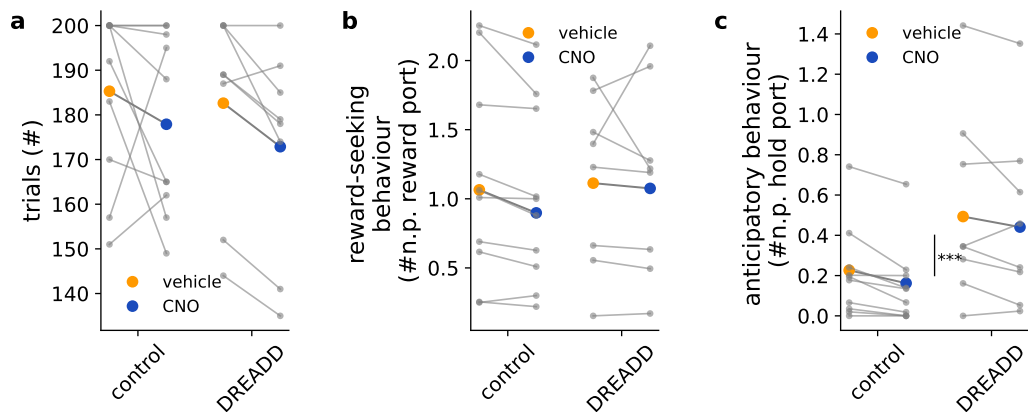 a
trials (#)
200
190
180
170
160
150
140
vehicle
CNO
control
DREADD
b
reward-seeking
behaviour
(#n.p. reward port)
2.0
1.5
1.0
0.5
vehicle
CNO
control
DREADD
c
anticipatory behaviour
(#n.p. hold port)
1.4
1.2
1.0
0.8
0.6
0.4
0.2
0.0
vehicle
CNO
***
control
DREADD